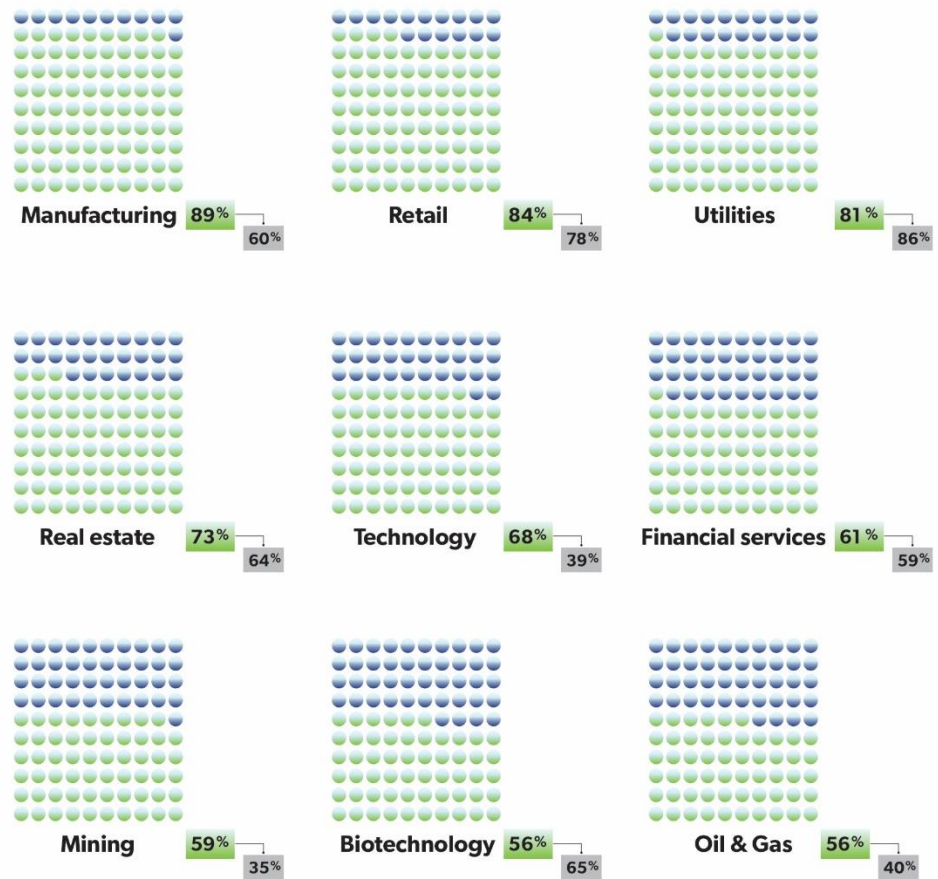 Manufacturing 89%
60%
Retail 84%
78%
Utilities 81%
86%
Real estate 73%
64%
Technology 68%
39%
Financial services 61%
59%
Mining 59%
35%
Biotechnology 56%
65%
Oil & Gas 56%
40%